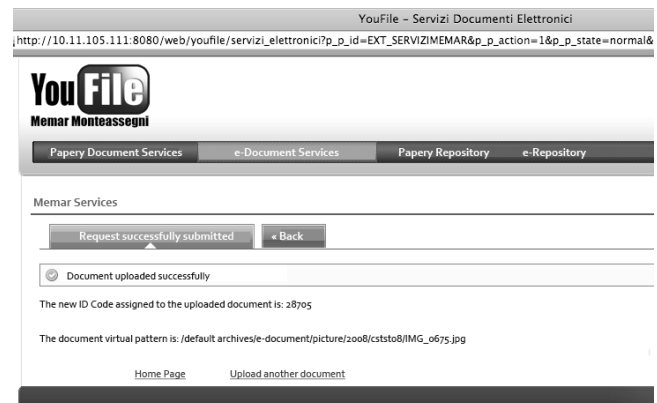 YouFile – Servizi Documenti Elettronici
http://10.11.105.111:8080/web/youfile/servizi_elettronici?p_p_id=EXT_SERVIZIMEMAR&p_p_action=1&p_p_state=normal&
You File
Memar Monteassegni
Papery Document Services e-Document Services Papery Repository e-Repository
Memar Services
Request successfully submitted « Back
Document uploaded successfully
The new ID Code assigned to the uploaded document is: 28705
The document virtual pattern is: /default archives/e-document/picture/2008/cststo8/IMG_0675.jpg
Home Page Upload another document